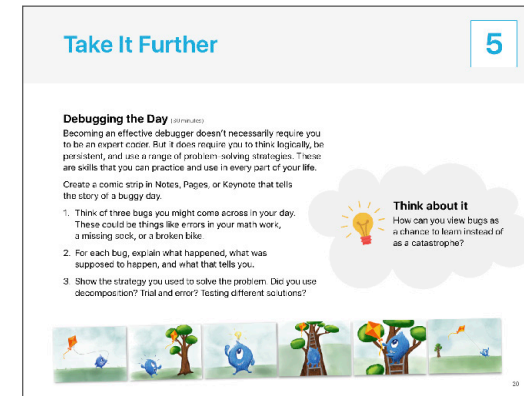 Take It Further
5
Debugging the Day (30 minutes)
Becoming an effective debugger doesn't necessarily require you
to be an expert coder. But it does require you to think logically, be
persistent, and use a range of problem-solving strategies. These
are skills that you can practice and use in every part of your life.
Create a comic strip in Notes, Pages, or Keynote that tells
the story of a buggy day.
1. Think of three bugs you might come across in your day.
These could be things like errors in your math work,
a missing sock, or a broken bike.
2. For each bug, explain what happened, what was
supposed to happen, and what that tells you.
3. Show the strategy you used to solve the problem. Did you use
decomposition? Trial and error? Testing different solutions?
Think about it
How can you view bugs as
a chance to learn instead of
as a catastrophe?
20